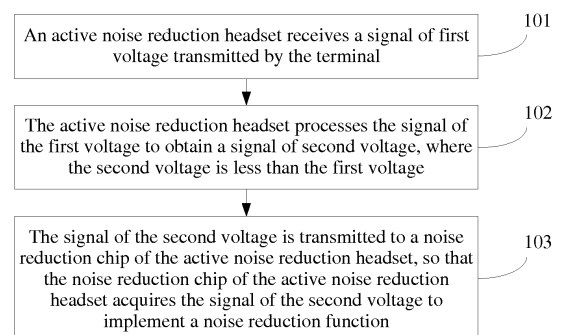 An active noise reduction headset receives a signal of first
voltage transmitted by the terminal
101
The active noise reduction headset processes the signal of
the first voltage to obtain a signal of second voltage, where
the second voltage is less than the first voltage
102
The signal of the second voltage is transmitted to a noise
reduction chip of the active noise reduction headset, so that
the noise reduction chip of the active noise reduction
headset acquires the signal of the second voltage to
implement a noise reduction function
103